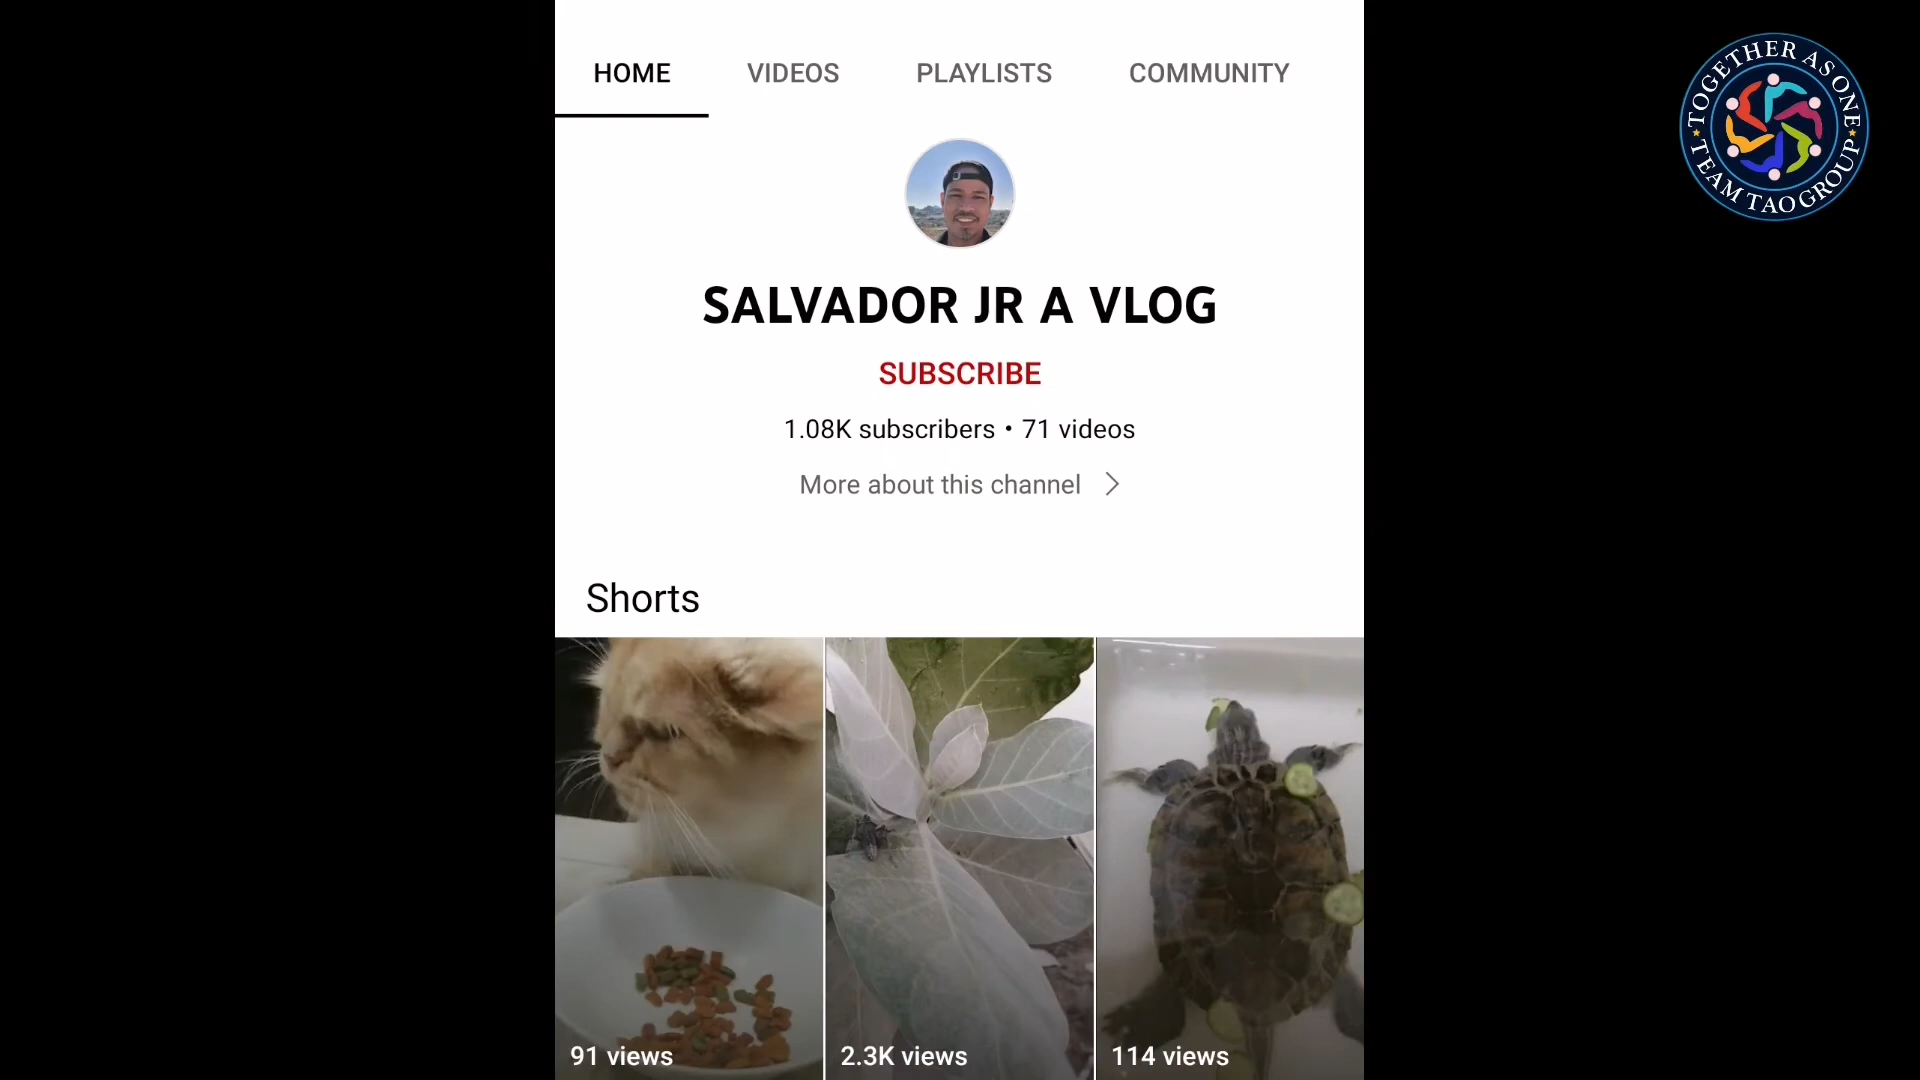 HOME VIDEOS PLAYLISTS COMMUNITY
TOGETHER AS ONE
TEAM TAO GROUP
SALVADOR JR A VLOG
SUBSCRIBE
1.08K subscribers • 71 videos
More about this channel
Shorts
91 views
2.3K views
114 views